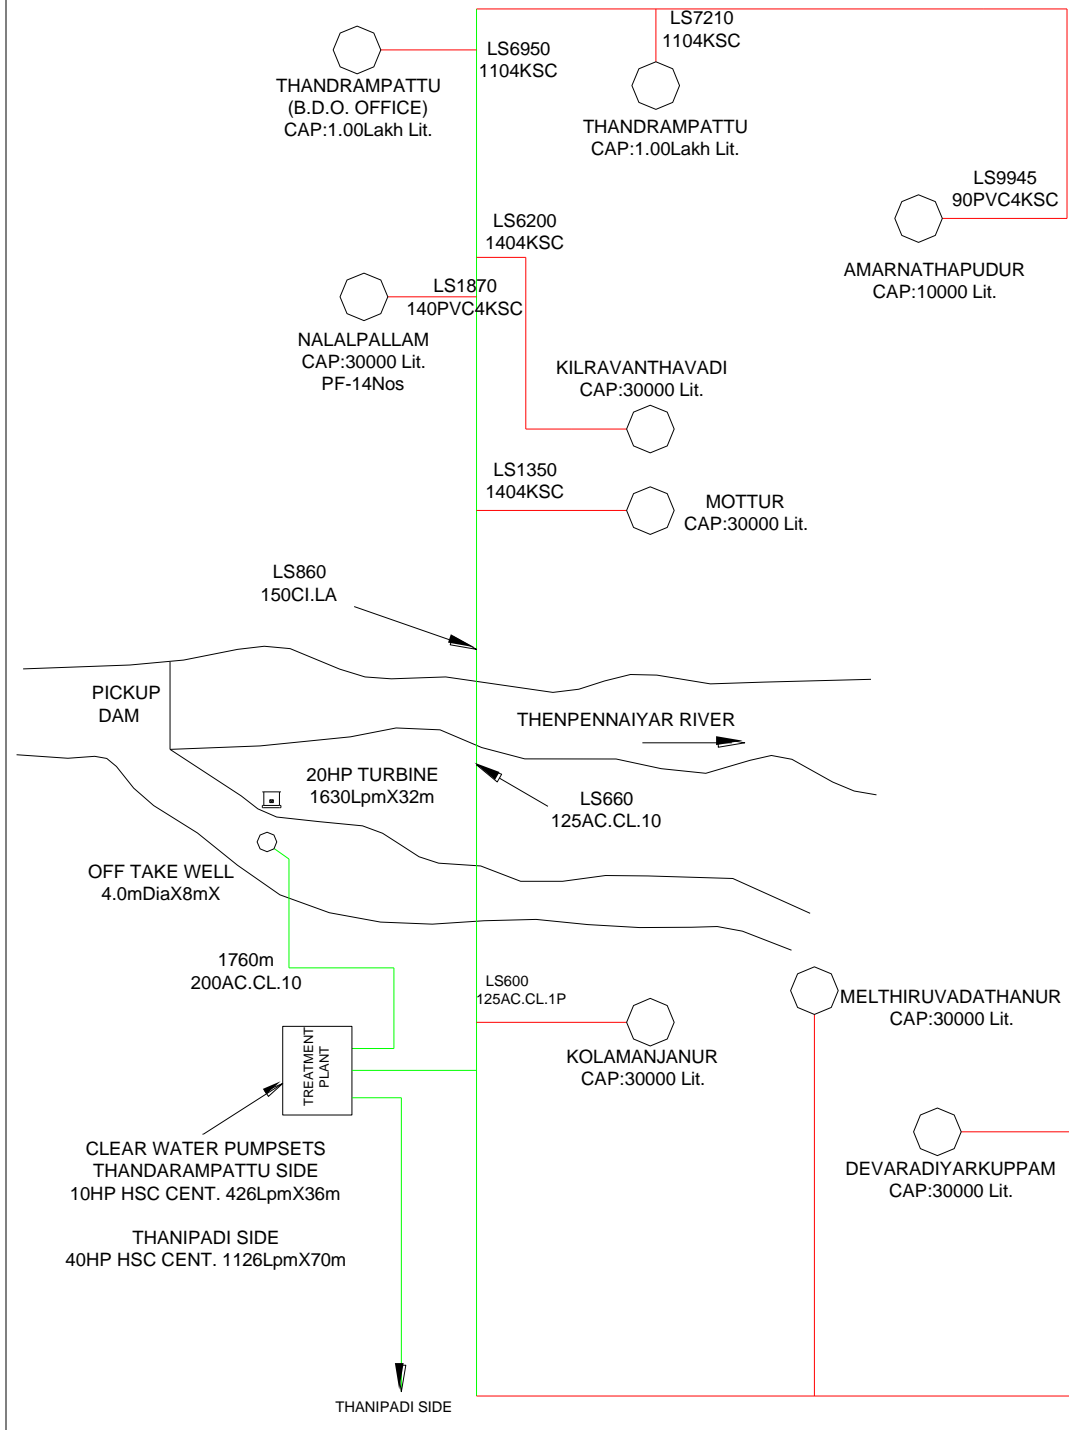 LS7210
1104KSC
LS6950
1104KSC
THANDRAMPATTU
(B.D.O. OFFICE)
CAP:1.00Lakh Lit.
THANDRAMPATTU
CAP:1.00Lakh Lit.
LS9945
90PVC4KSC
AMARNATHAPUDUR
CAP:10000 Lit.
LS6200
1404KSC
LS1870
140PVC4KSC
NALALPALLAM
CAP:30000 Lit.
PF-14Nos
KILRAVANTHAVADI
CAP:30000 Lit.
LS1350
1404KSC
MOTTUR
CAP:30000 Lit.
LS860
150CI.LA
PICKUP
DAM
THENPENNAIYAR RIVER
20HP TURBINE
1630LpmX32m
LS660
125AC.CL.10
OFF TAKE WELL
4.0mDiaX8mX
1760m
200AC.CL.10
LS600
125AC.CL.1P
MELTHIRUVADATHANUR
CAP:30000 Lit.
KOLAMANJANUR
CAP:30000 Lit.
TREATMENT
PLANT
CLEAR WATER PUMPSETS
THANDARAMPATTU SIDE
10HP HSC CENT. 426LpmX36m
DEVARADIYARKUPPAM
CAP:30000 Lit.
THANIPADI SIDE
40HP HSC CENT. 1126LpmX70m
THANIPADI SIDE